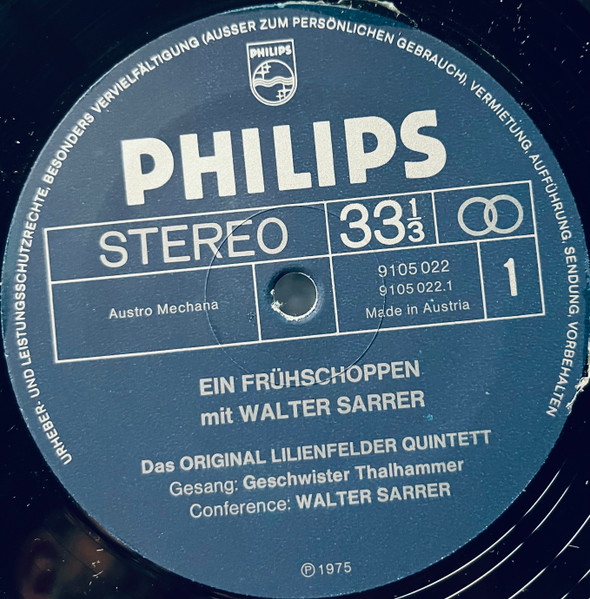 URHEBER- UND LEISTUNGSSCHUTZRECHTE, BESONDERS VERVIELFÄLTIGUNG (AUSSER ZUM PERSÖNLICHEN GEBRAUCH), VERMIETUNG, AUFFÜHRUNG, SENDUNG, VORBEHALTEN
PHILIPS
PHILIPS
STEREO
33 1/3
Austro Mechana
9105 022
9105 022.1
Made in Austria
1
EIN FRÜHSCHOPPEN
mit WALTER SARRER
Das ORIGINAL LILIENFELDER QUINTETT
Gesang: Geschwister Thalhammer
Conference: WALTER SARRER
℗ 1975